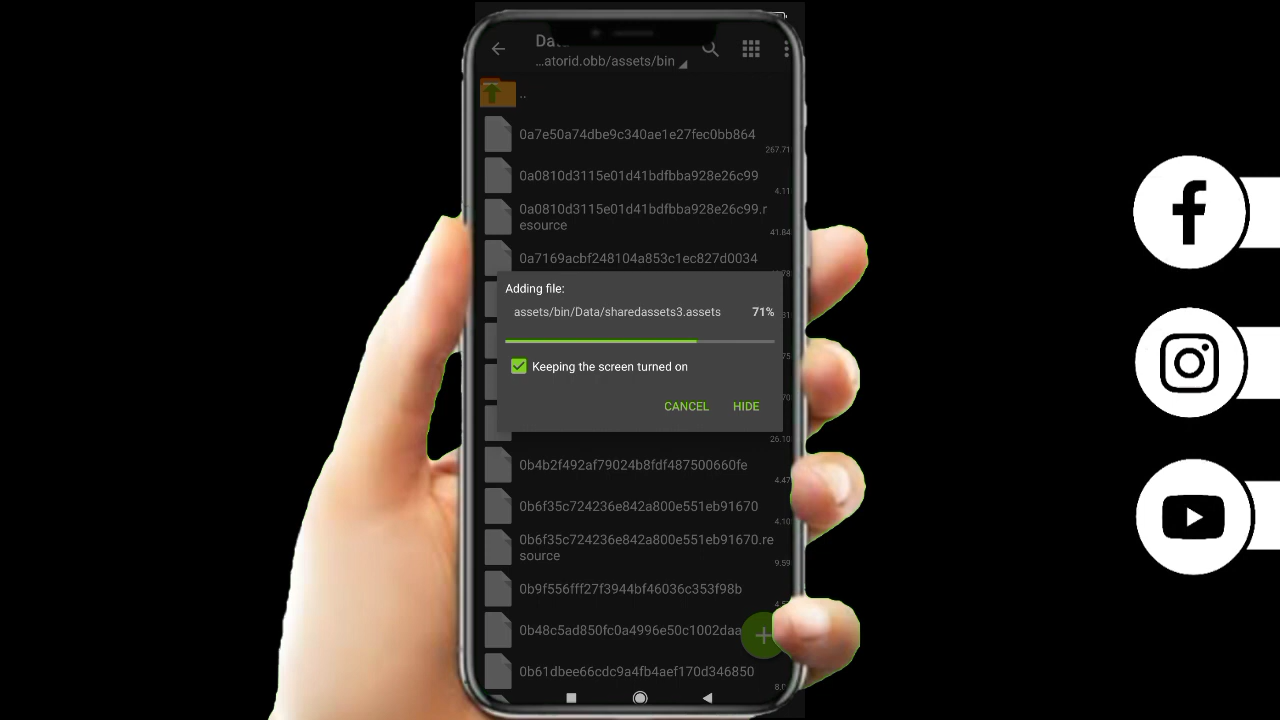 Da
...atorid.obb/assets/bin
..
0a7e50a74dbe9c340ae1e27fec0bb864
267.71
0a0810d3115e01d41bdfbba928e26c99
4.11
0a0810d3115e01d41bdfbba928e26c99.r
esource
41.84
0a7169acbf248104a853c1ec827d0034
Adding file:
assets/bin/Data/sharedassets3.assets 71%
Keeping the screen turned on
CANCEL HIDE
26.10
0b4b2f492af79024b8fdf487500660fe
4.47
0b6f35c724236e842a800e551eb91670
4.10
0b6f35c724236e842a800e551eb91670.re
source
9.59
0b9f556fff27f3944bf46036c353f98b
0b48c5ad850fc0a4996e50c1002daa
0b61dbee66cdc9a4fb4aef170d346850